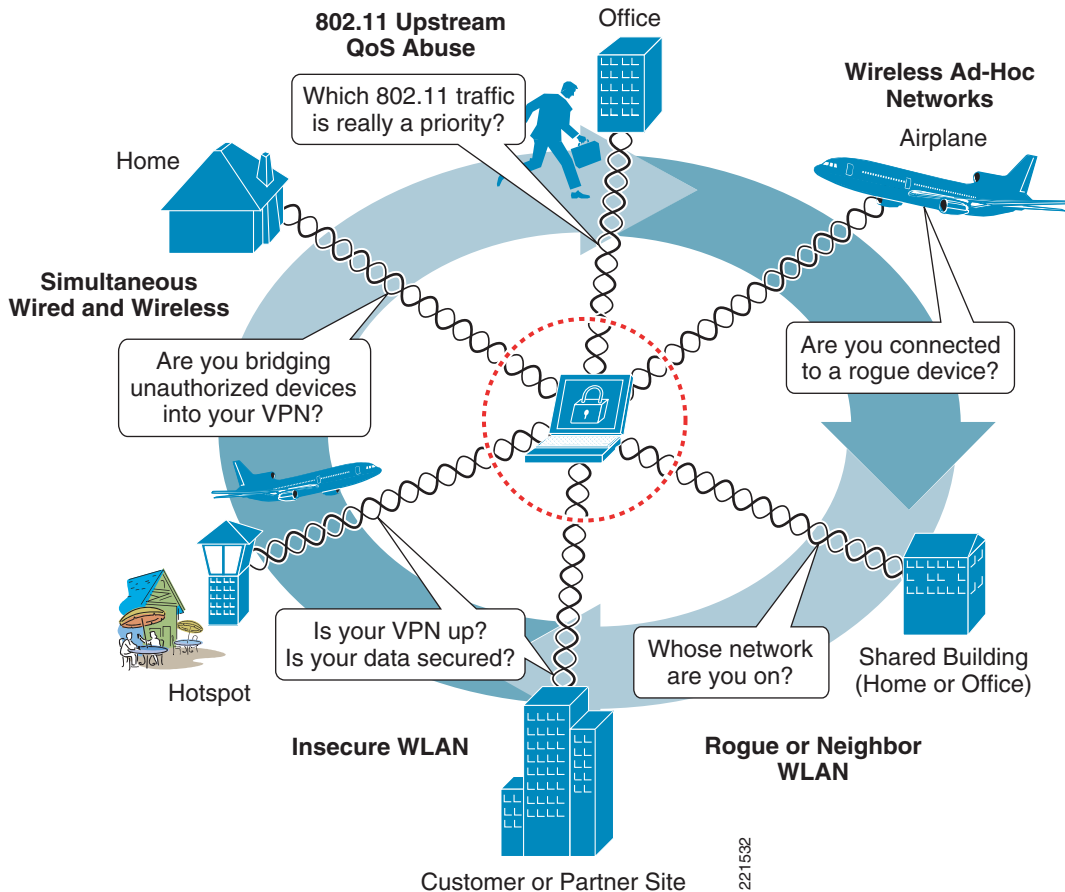 802.11 Upstream
QoS Abuse
Office
Which 802.11 traffic
is really a priority?
Wireless Ad-Hoc
Networks
Airplane
Home
Simultaneous
Wired and Wireless
Are you bridging
unauthorized devices
into your VPN?
Are you connected
to a rogue device?
Is your VPN up?
Is your data secured?
Whose network
are you on?
Shared Building
(Home or Office)
Hotspot
Insecure WLAN
Rogue or Neighbor
WLAN
Customer or Partner Site
221532